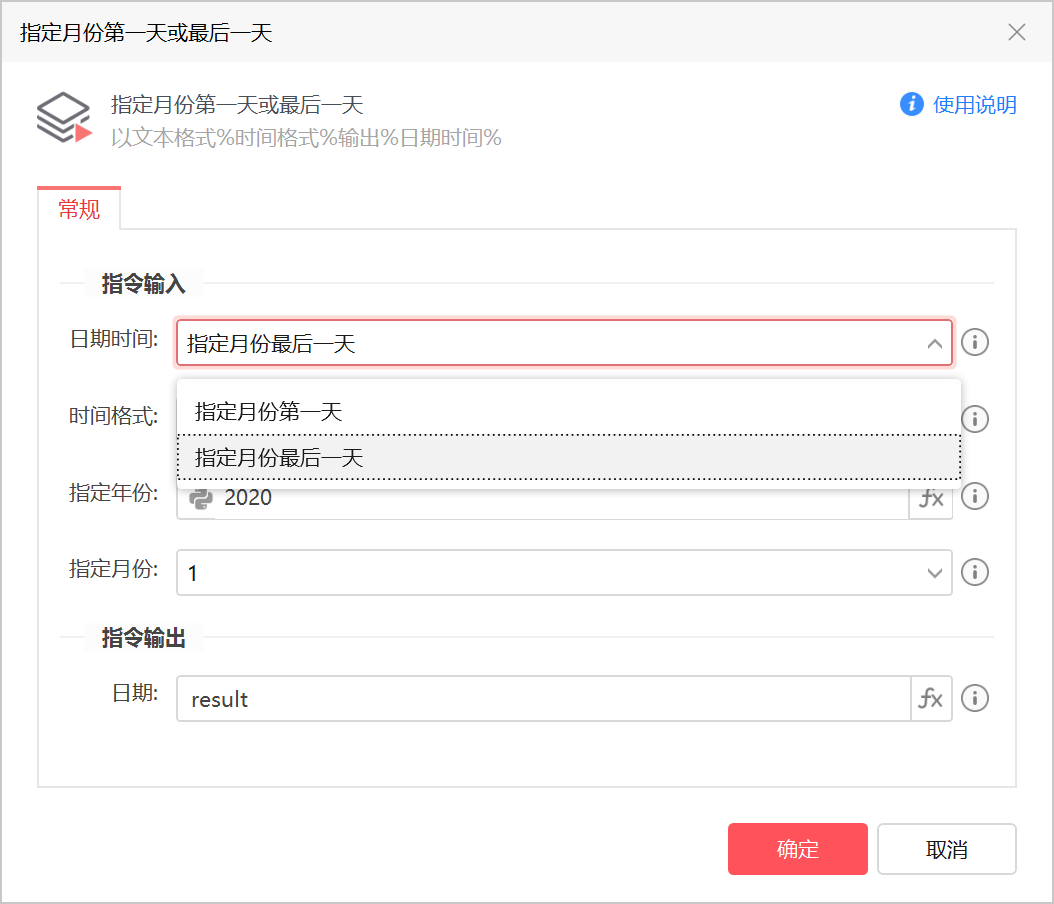 指定月份第一天或最后一天
指定月份第一天或最后一天
使用说明
以文本格式%时间格式%输出%日期时间%
常规
指令输入
日期时间:
指定月份最后一天
时间格式:
指定月份第一天
指定月份最后一天
指定年份:
2020
fx
指定月份:
1
指令输出
日期:
result
fx
确定
取消